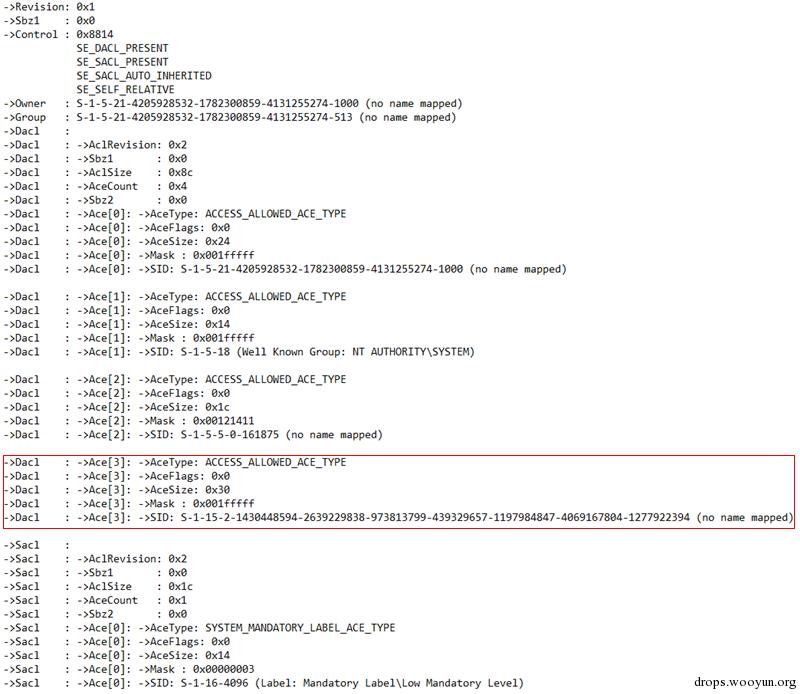 ->Revision: 0x1
->Sbz1    : 0x0
->Control : 0x8814
            SE_DACL_PRESENT
            SE_SACL_PRESENT
            SE_SACL_AUTO_INHERITED
            SE_SELF_RELATIVE
->Owner   : S-1-5-21-4205928532-1782300859-4131255274-1000 (no name mapped)
->Group   : S-1-5-21-4205928532-1782300859-4131255274-513 (no name mapped)
->Dacl    :
->Dacl    : ->AclRevision: 0x2
->Dacl    : ->Sbz1       : 0x0
->Dacl    : ->AclSize    : 0x8c
->Dacl    : ->AceCount   : 0x4
->Dacl    : ->Sbz2       : 0x0
->Dacl    : ->Ace[0]: ->AceType: ACCESS_ALLOWED_ACE_TYPE
->Dacl    : ->Ace[0]: ->AceFlags: 0x0
->Dacl    : ->Ace[0]: ->AceSize: 0x24
->Dacl    : ->Ace[0]: ->Mask : 0x001fffff
->Dacl    : ->Ace[0]: ->SID: S-1-5-21-4205928532-1782300859-4131255274-1000 (no name mapped)
->Dacl    : ->Ace[1]: ->AceType: ACCESS_ALLOWED_ACE_TYPE
->Dacl    : ->Ace[1]: ->AceFlags: 0x0
->Dacl    : ->Ace[1]: ->AceSize: 0x14
->Dacl    : ->Ace[1]: ->Mask : 0x001fffff
->Dacl    : ->Ace[1]: ->SID: S-1-5-18 (Well Known Group: NT AUTHORITY\SYSTEM)
->Dacl    : ->Ace[2]: ->AceType: ACCESS_ALLOWED_ACE_TYPE
->Dacl    : ->Ace[2]: ->AceFlags: 0x0
->Dacl    : ->Ace[2]: ->AceSize: 0x1c
->Dacl    : ->Ace[2]: ->Mask : 0x00121411
->Dacl    : ->Ace[2]: ->SID: S-1-5-5-0-161875 (no name mapped)
->Dacl    : ->Ace[3]: ->AceType: ACCESS_ALLOWED_ACE_TYPE
->Dacl    : ->Ace[3]: ->AceFlags: 0x0
->Dacl    : ->Ace[3]: ->AceSize: 0x30
->Dacl    : ->Ace[3]: ->Mask : 0x001fffff
->Dacl    : ->Ace[3]: ->SID: S-1-15-2-1430448594-2639229838-973813799-439329657-1197984847-4069167804-1277922394 (no name mapped)
->Sacl    :
->Sacl    : ->AclRevision: 0x2
->Sacl    : ->Sbz1       : 0x0
->Sacl    : ->AclSize    : 0x1c
->Sacl    : ->AceCount   : 0x1
->Sacl    : ->Sbz2       : 0x0
->Sacl    : ->Ace[0]: ->AceType: SYSTEM_MANDATORY_LABEL_ACE_TYPE
->Sacl    : ->Ace[0]: ->AceFlags: 0x0
->Sacl    : ->Ace[0]: ->AceSize: 0x14
->Sacl    : ->Ace[0]: ->Mask : 0x00000003
->Sacl    : ->Ace[0]: ->SID: S-1-16-4096 (Label: Mandatory Label\Low Mandatory Level)
drops.wooyun.org